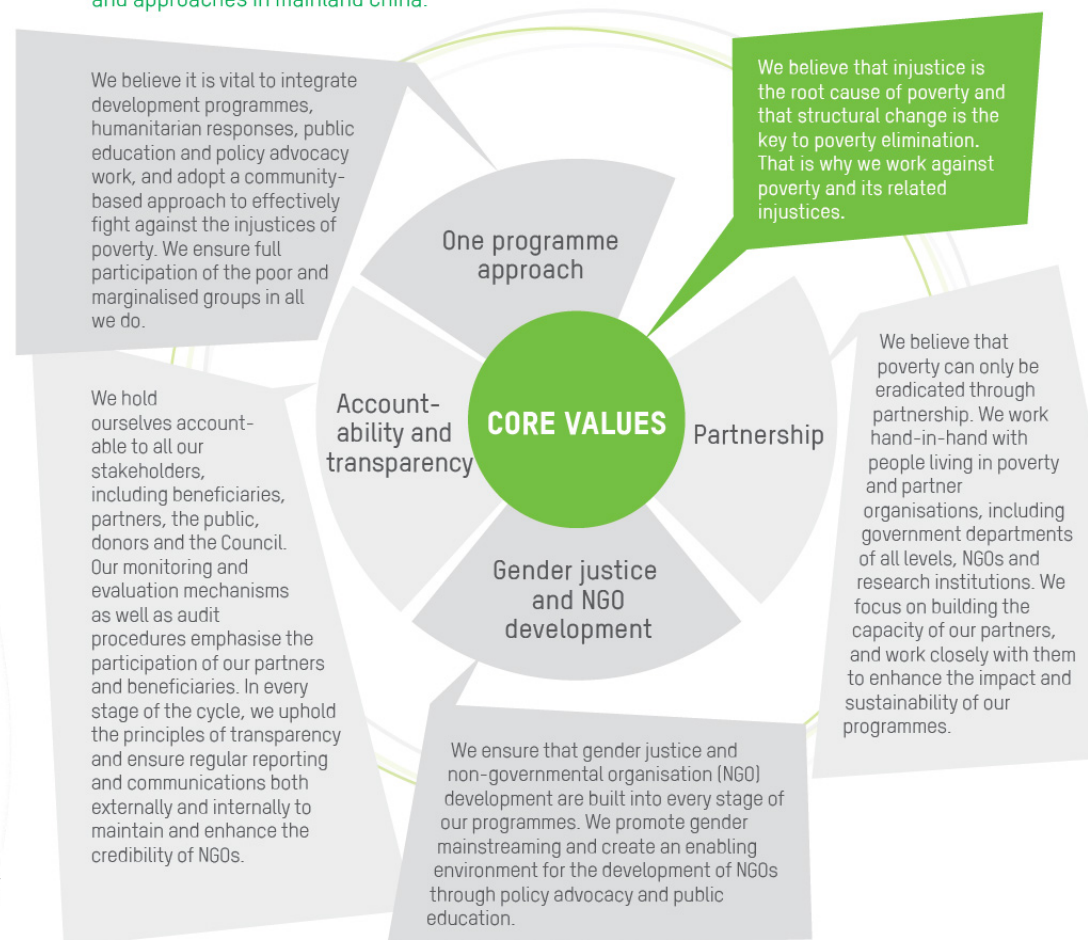 and approaches in mainland china.
We believe it is vital to integrate
development programmes,
humanitarian responses, public
education and policy advocacy
work, and adopt a community-
based approach to effectively
fight against the injustices of
poverty. We ensure full
participation of the poor and
marginalised groups in all
we do.
We believe that injustice is
the root cause of poverty and
that structural change is the
key to poverty elimination.
That is why we work against
poverty and its related
injustices.
One programme
approach
Account-
ability and
transparency
CORE VALUES
Partnership
Gender justice
and NGO
development
We hold
ourselves account-
able to all our
stakeholders,
including beneficiaries,
partners, the public,
donors and the Council.
Our monitoring and
evaluation mechanisms
as well as audit
procedures emphasise the
participation of our partners
and beneficiaries. In every
stage of the cycle, we uphold
the principles of transparency
and ensure regular reporting
and communications both
externally and internally to
maintain and enhance the
credibility of NGOs.
We believe that
poverty can only be
eradicated through
partnership. We work
hand-in-hand with
people living in poverty
and partner
organisations, including
government departments
of all levels, NGOs and
research institutions. We
focus on building the
capacity of our partners,
and work closely with them
to enhance the impact and
sustainability of our
programmes.
We ensure that gender justice and
non-governmental organisation (NGO)
development are built into every stage of
our programmes. We promote gender
mainstreaming and create an enabling
environment for the development of NGOs
through policy advocacy and public
education.